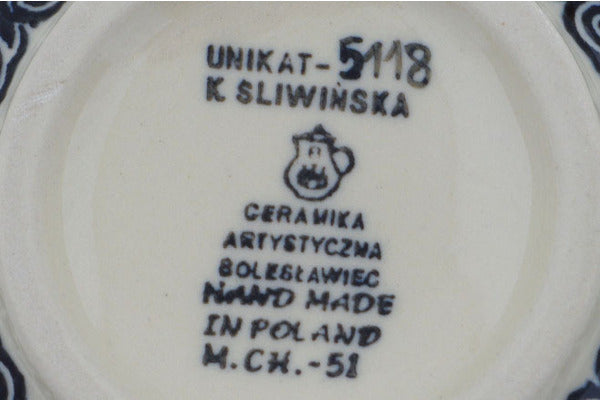 UNIKAT-5118
K. SLIWIŃSKA
CERAMIKA
ARTYSTYCZNA
BOLESŁAWIEC
HAND MADE
IN POLAND
M.CH.-51